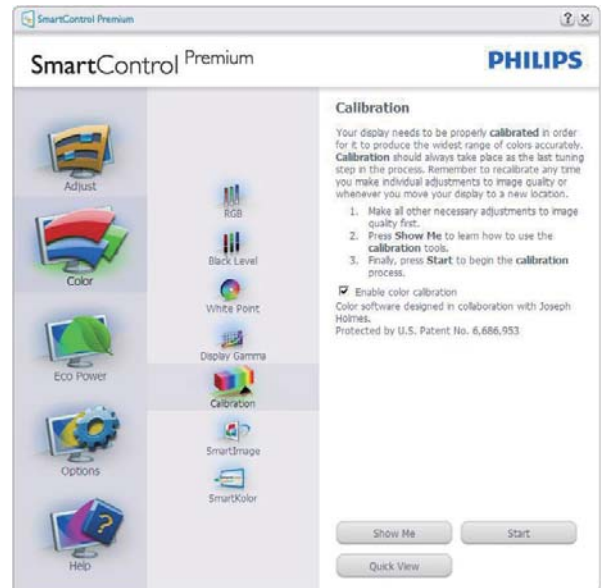 SmartControl Premium
SmartControl Premium
PHILIPS
Adjust
Color
Eco Power
Options
Help
RGB
Black Level
White Point
Display Gamma
Calibration
SmartImage
SmartKolor
Calibration
Your display needs to be properly calibrated in order
for it to produce the widest range of colors accurately.
Calibration should always take place as the last tuning
step in the process. Remember to recalibrate any time
you make individual adjustments to image quality or
whenever you move your display to a new location.
1. Make all other necessary adjustments to image
quality first.
2. Press Show Me to learn how to use the
calibration tools.
3. Finally, press Start to begin the calibration
process.
Enable color calibration
Color software designed in collaboration with Joseph
Holmes.
Protected by U.S. Patent No. 6,686,953
Show Me
Start
Quick View